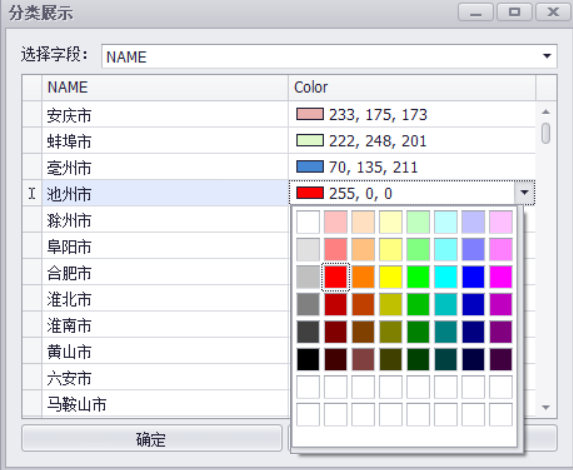 分类展示
选择字段： NAME
NAME Color
安庆市 233, 175, 173
蚌埠市 222, 248, 201
亳州市 70, 135, 211
池州市 255, 0, 0
滁州市
阜阳市
合肥市
淮北市
淮南市
黄山市
六安市
马鞍山市
确定